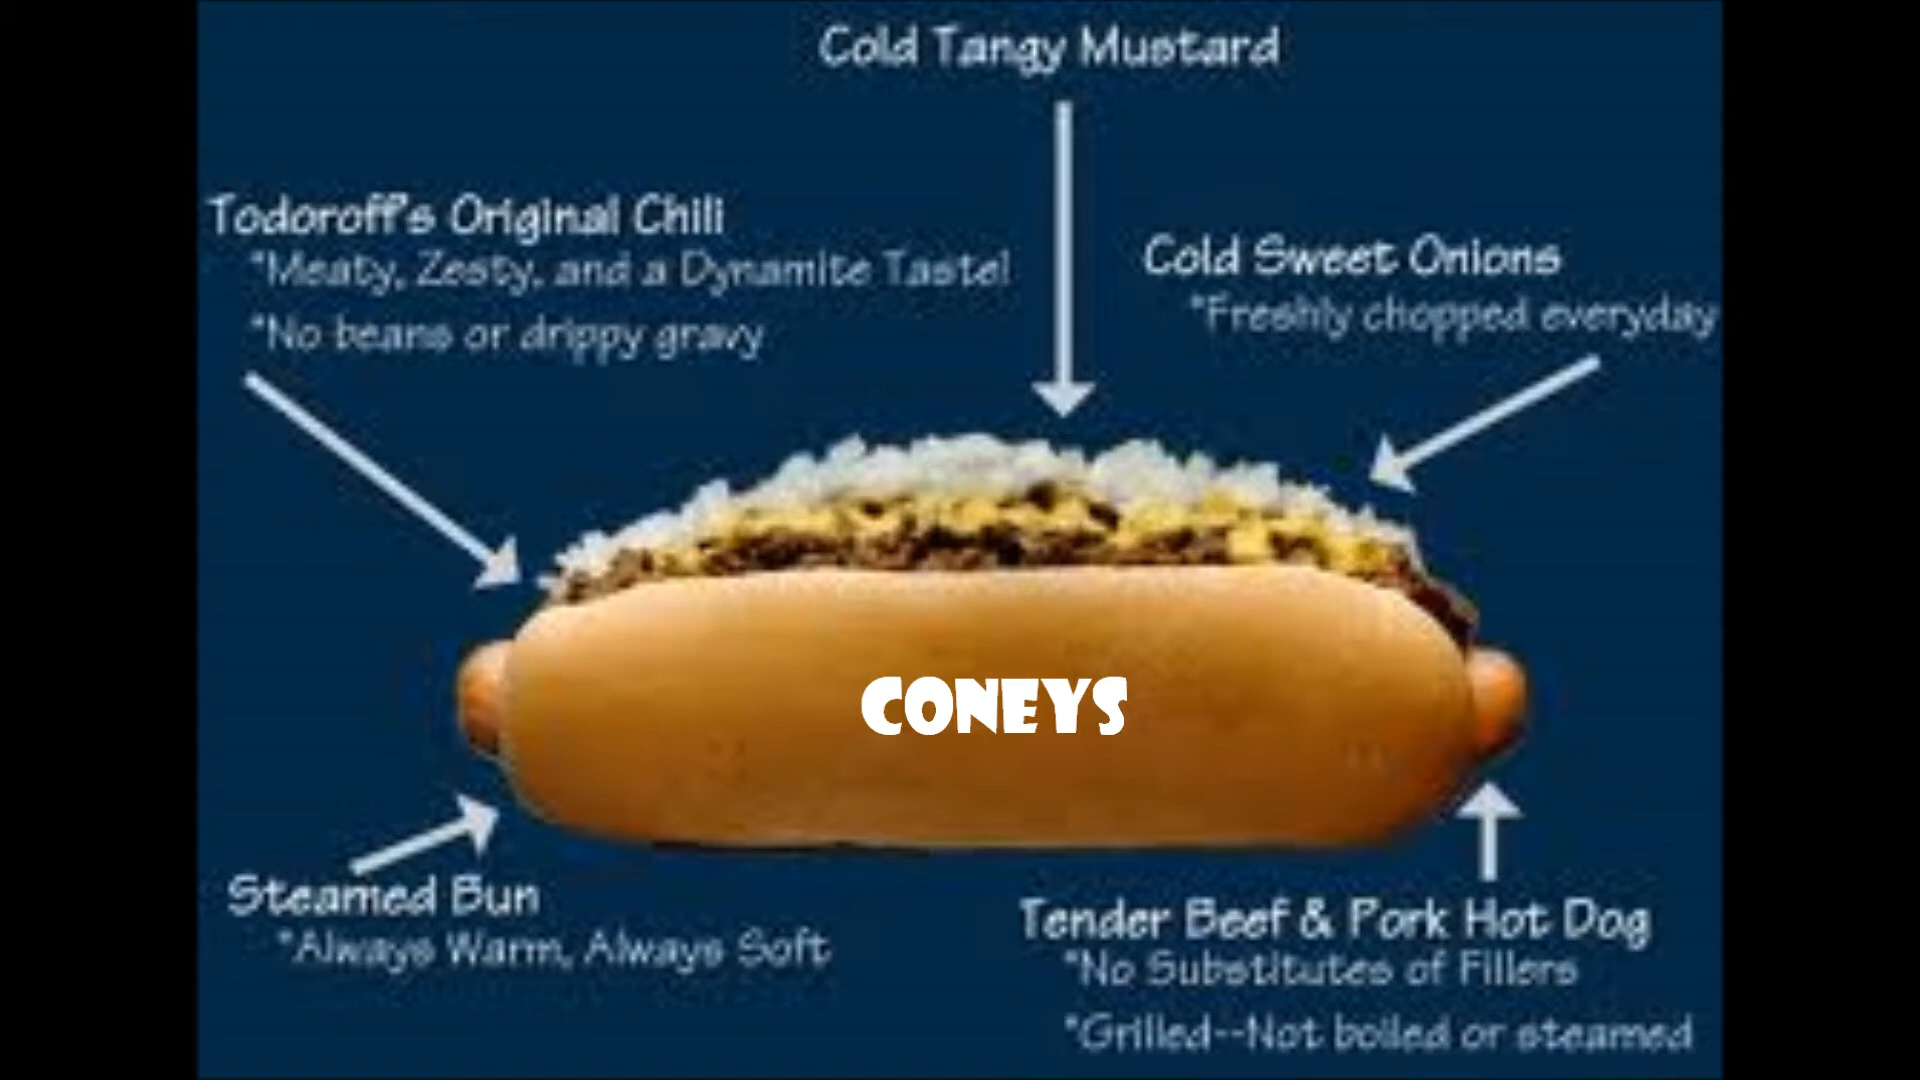 Cold Tangy Mustard
Todoroff's Original Chili
*Meaty, Zesty, and a Dynamite Taste!
*No beans or drippy gravy
Cold Sweet Onions
*Freshly chopped everyday
CONEYS
Steamed Bun
*Always Warm, Always Soft
Tender Beef & Pork Hot Dog
*No Substitutes of Fillers
*Grilled--Not boiled or steamed